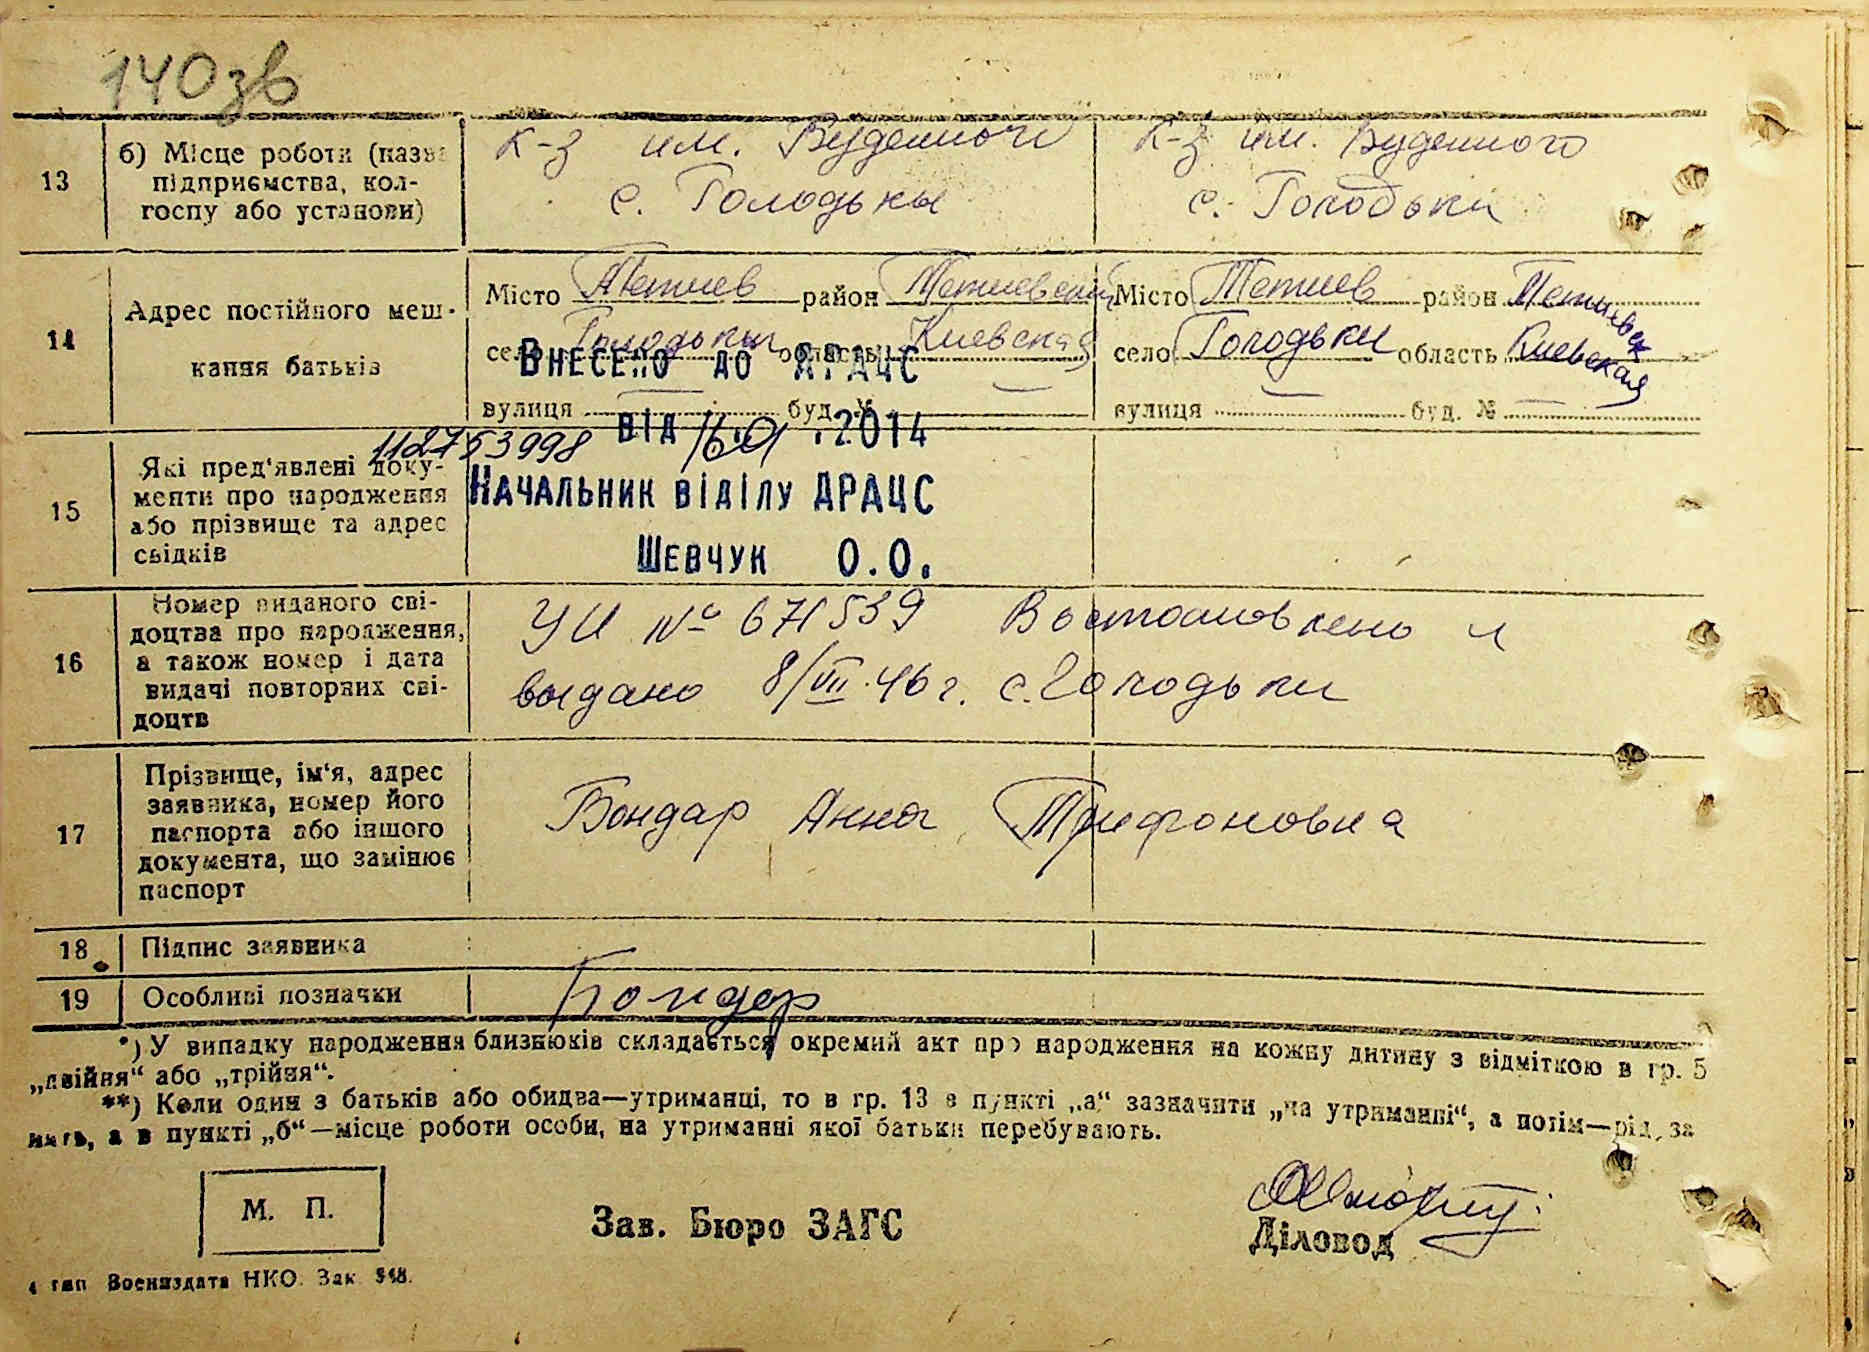 140зв
13
б) Місце роботи (назва підприємства, кол-
госпу або установи)
к-з им. Буденного
с. Голодькы
к-з им. Буденного
с. Голодьки
14
Адрес постійного меш-
кання батьків
Місто Тетиев район Тетиевский
село Голодькы область Киевская
вулиця — буд. № —
Місто Тетиев район Тетиевск
село Голодьки область Киевская
вулиця — буд. № —
Внесено до ДРАЦС
від 16.01.2014
Начальник віділу ДРАЦС
Шевчук О.О.
112753998
15
Які пред'явлені доку-
менти про народження
або прізвище та адрес
свідків
16
Номер виданого сві-
доцтва про народження,
а також номер і дата
видачі повторних сві-
доцтв
УИ № 671539 Востановлено и
выдано 8/VII.46 г. с. Голодьки
17
Прізвище, ім'я, адрес
заявника, номер його
паспорта або іншого
документа, що замінює
паспорт
Бондар Анна Трифоновна
18
Підпис заявника
19
Особливі позначки
Бондар
*) У випадку народження близнюків складається окремий акт про народження на кожну дитину з відміткою в гр. 5
„двійня“ або „трійня“.
**) Коли один з батьків або обидва—утриманці, то в гр. 13 в пункті „а“ зазначити „на утриманні“, а потім—рід за
нять, а в пункті „б“—місце роботи особи, на утриманні якої батьки перебувають.
М. П.
Зав. Бюро ЗАГС
Діловод
4 тип Воениздата НКО. Зак. 548.